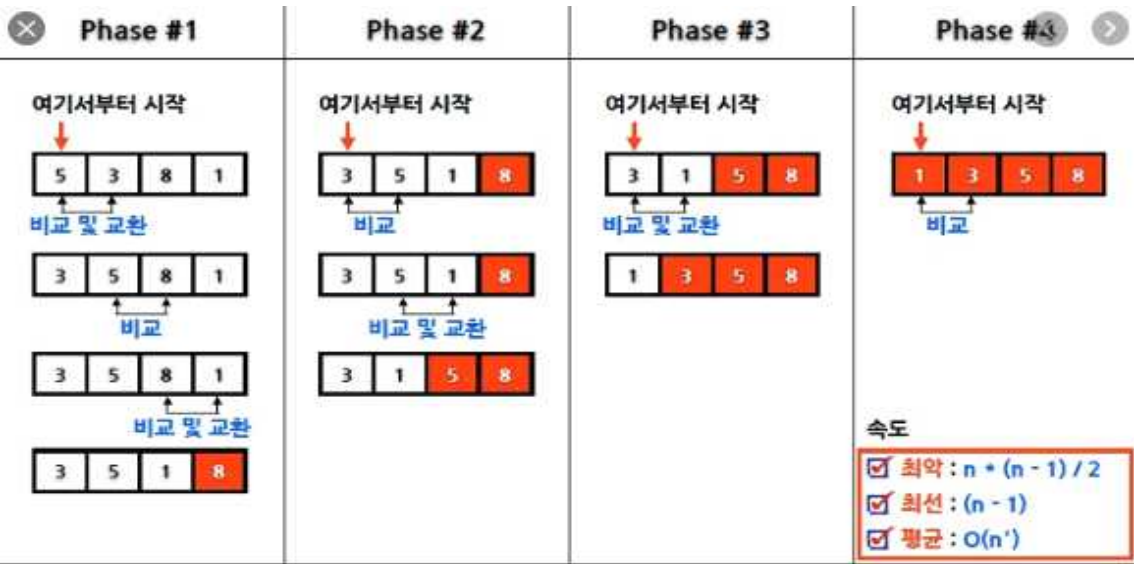 Phase #1
여기서부터 시작
5 3 8 1
비교 및 교환
3 5 8 1
비교
3 5 8 1
비교 및 교환
3 5 1 8
Phase #2
여기서부터 시작
3 5 1 8
비교
3 5 1 8
비교 및 교환
3 1 5 8
Phase #3
여기서부터 시작
3 1 5 8
비교 및 교환
1 3 5 8
Phase #4
여기서부터 시작
1 3 5 8
비교
속도
최악 : n * (n - 1) / 2
최선 : (n - 1)
평균 : O(n²)